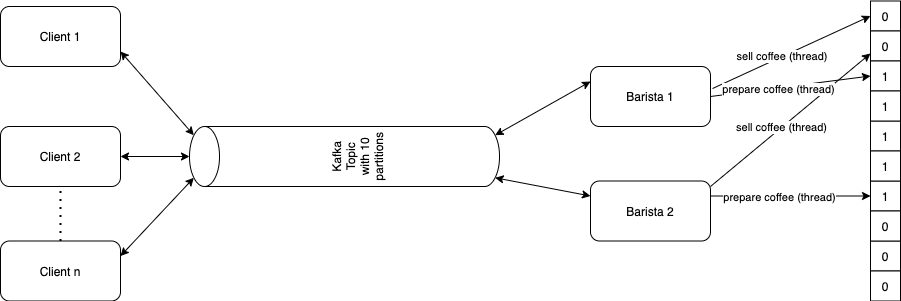 Client 1
Client 2
Client n
Kafka
Topic
with 10
partitions
Barista 1
Barista 2
sell coffee (thread)
prepare coffee (thread)
sell coffee (thread)
prepare coffee (thread)
0
0
1
1
1
1
1
0
0
0